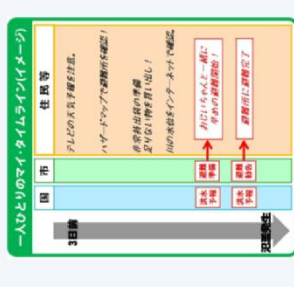 一人ひとりのマイ・タイムライン(イメージ)
国
市
住民等
3日前
テレビの天気予報を注意。
ハザードマップで避難所を確認!
非常持出袋の準備
足りない物を買い出し!
川の水位をインターネットで確認。
洪水
予報
避難
準備
おじいちゃんと一緒に
早めの避難開始!
洪水
予報
避難
勧告
避難所に避難完了
氾濫発生